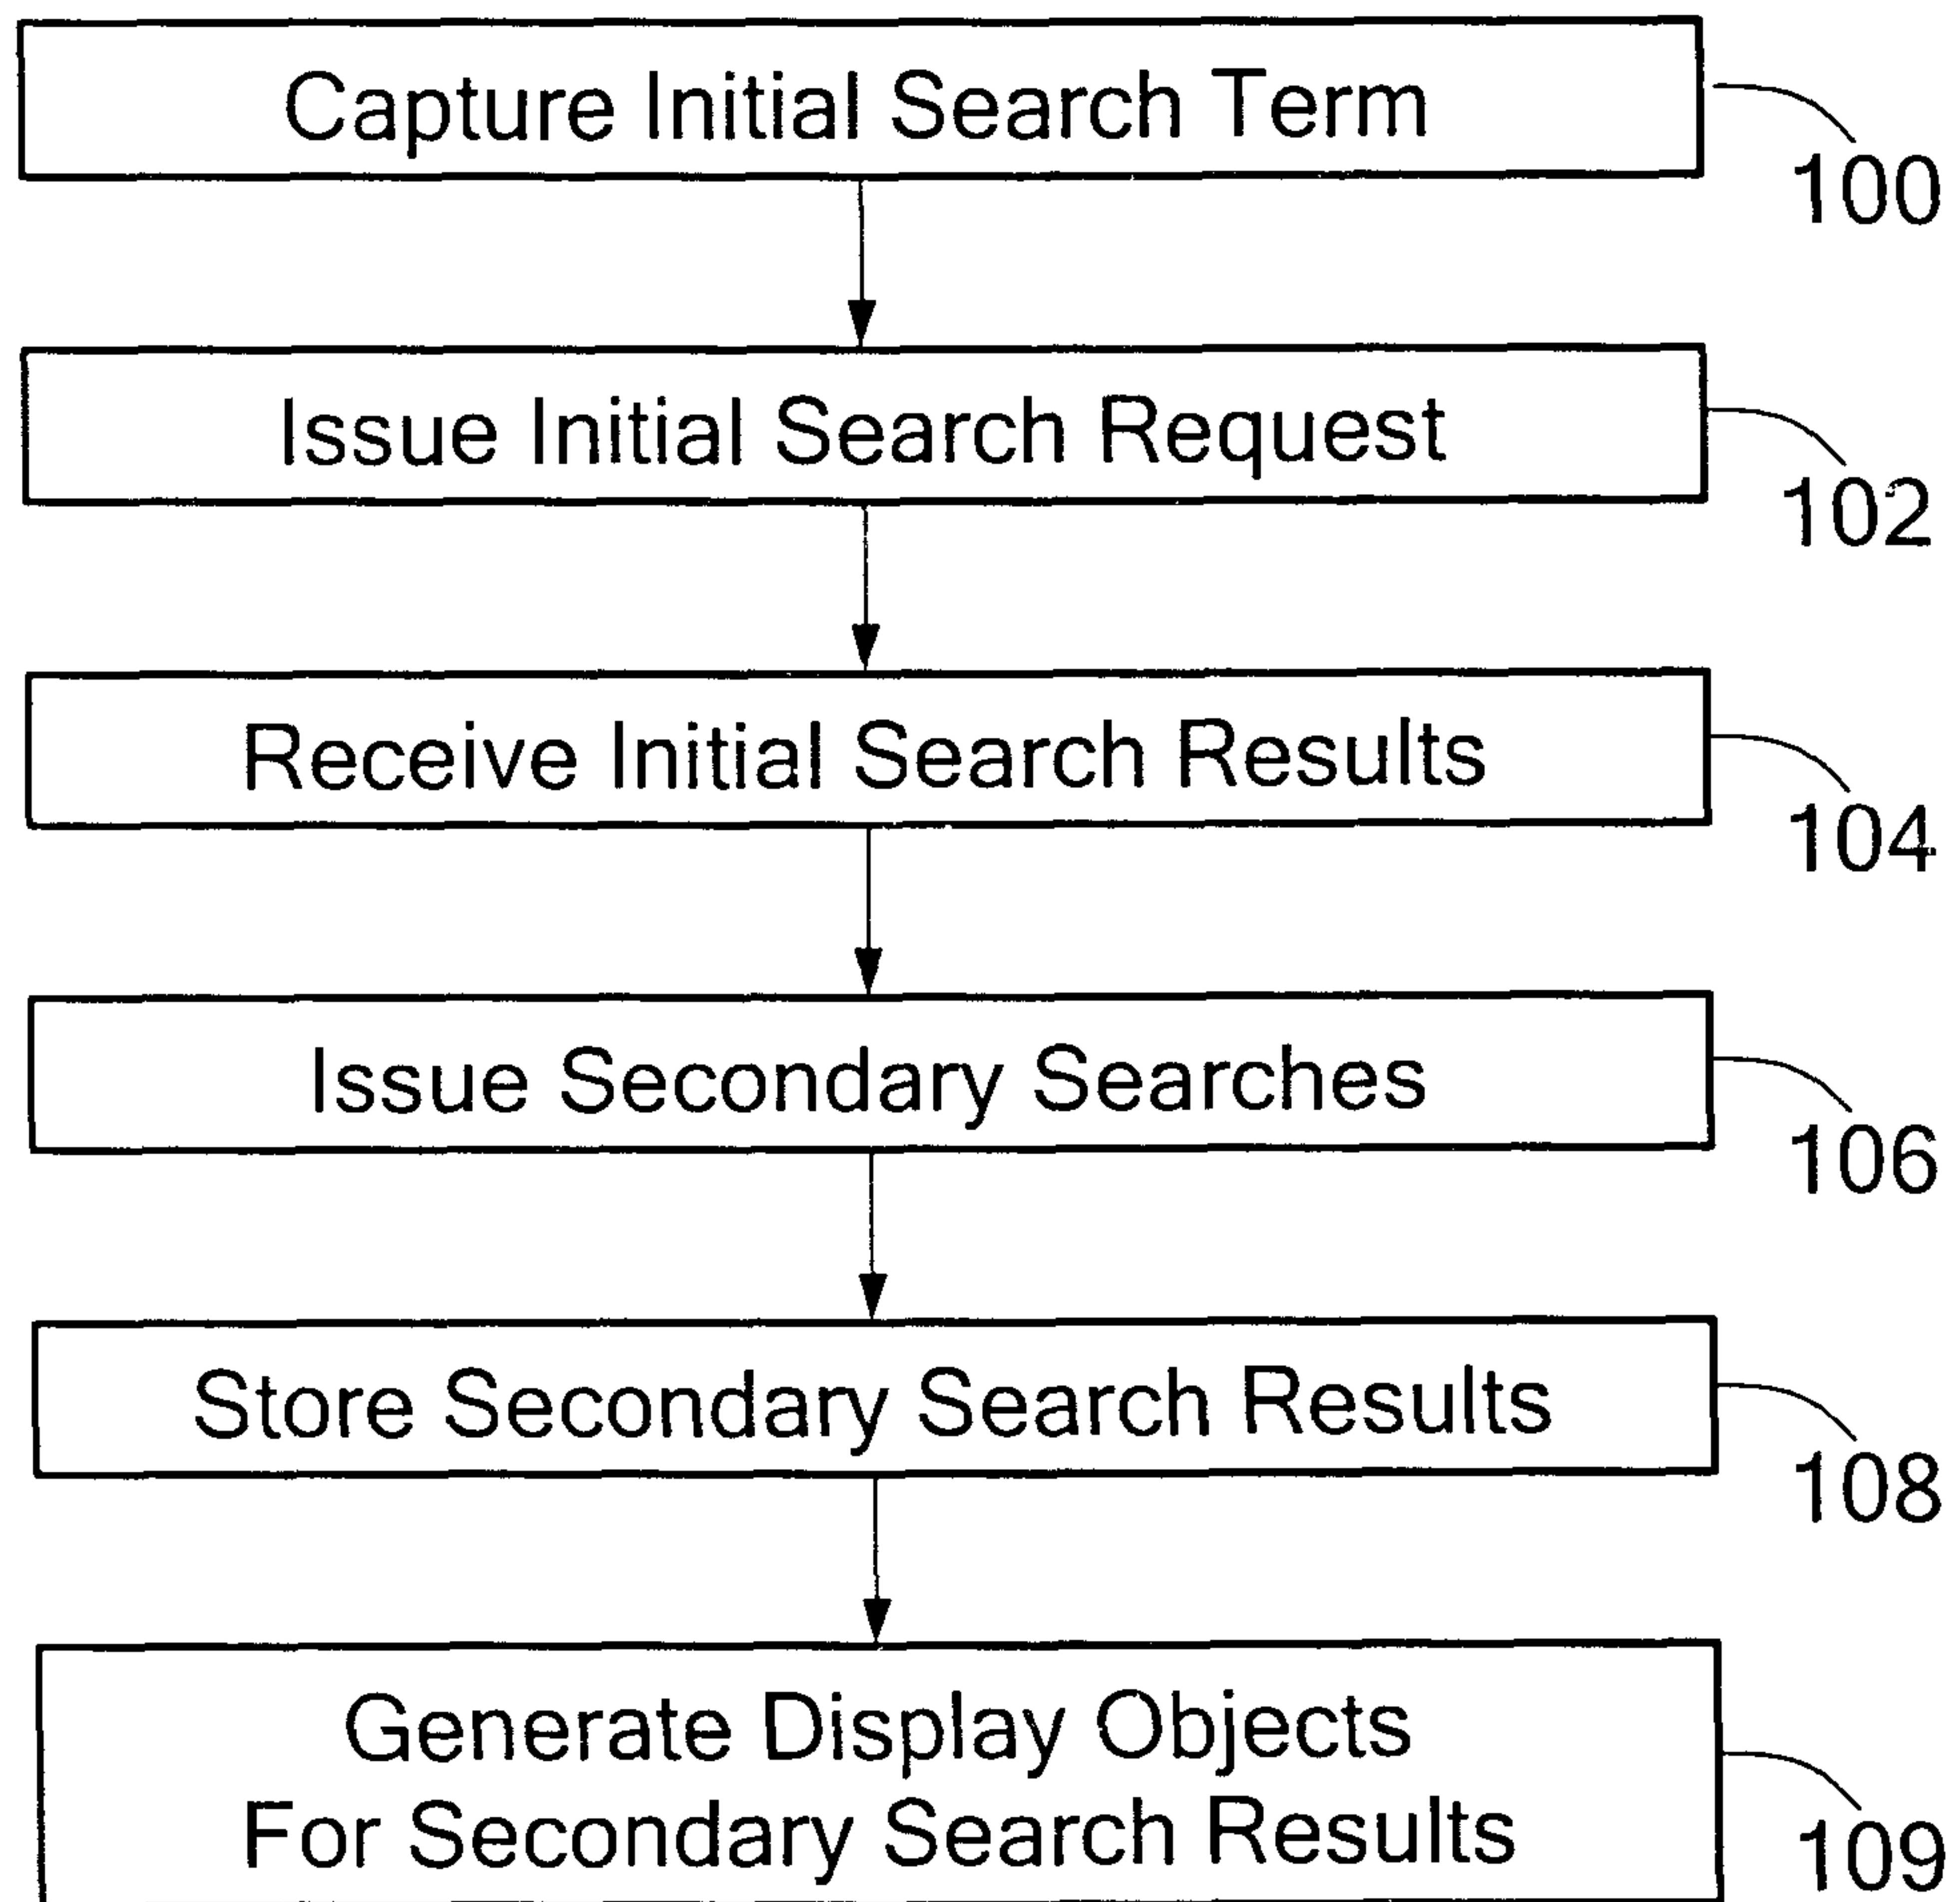 Capture Initial Search Term
100
Issue Initial Search Request
102
Receive Initial Search Results
104
Issue Secondary Searches
106
Store Secondary Search Results
108
Generate Display Objects
For Secondary Search Results
109